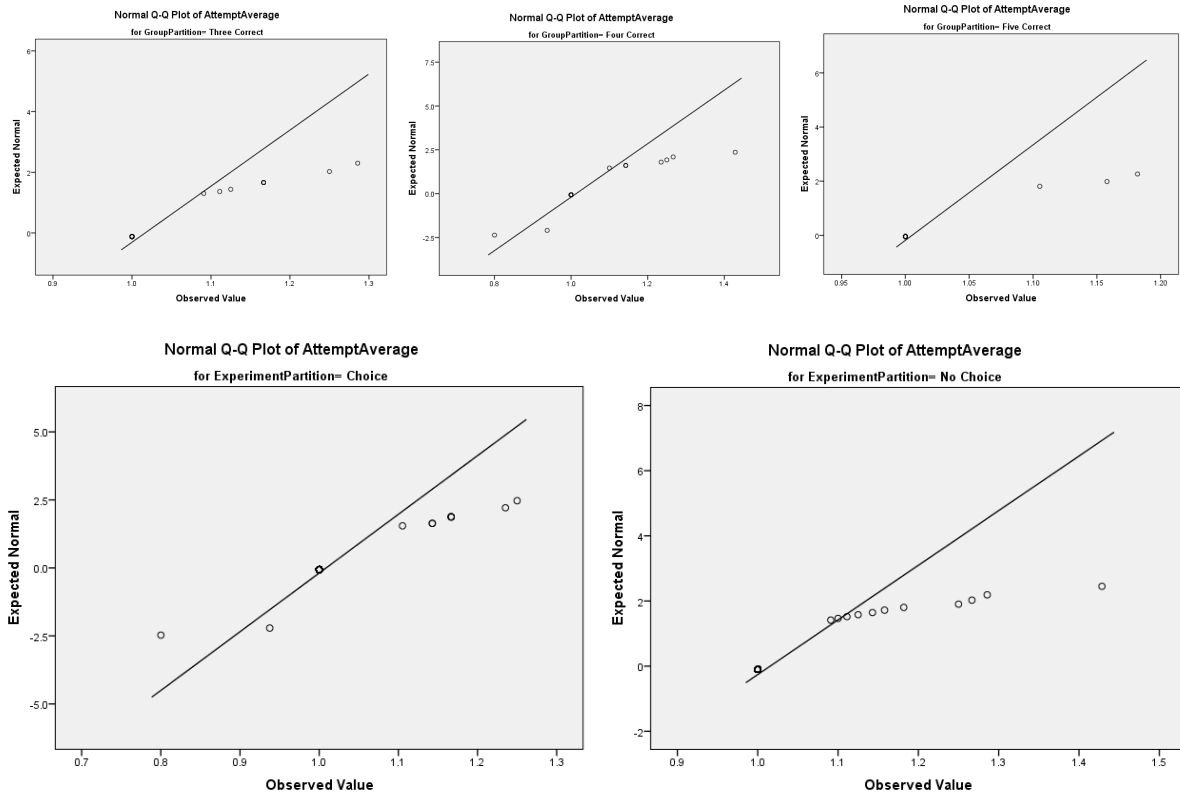 Normal Q-Q Plot of AttemptAverage
for GroupPartition= Three Correct
6
4
2
0
Expected Normal
0.9 1.0 1.1 1.2 1.3
Observed Value
Normal Q-Q Plot of AttemptAverage
for GroupPartition= Four Correct
7.5
5.0
2.5
0.0
-2.5
Expected Normal
0.8 1.0 1.2 1.4
Observed Value
Normal Q-Q Plot of AttemptAverage
for GroupPartition= Five Correct
6
4
2
0
Expected Normal
0.95 1.00 1.05 1.10 1.15 1.20
Observed Value
Normal Q-Q Plot of AttemptAverage
for ExperimentPartition= Choice
5.0
2.5
0.0
-2.5
-5.0
Expected Normal
0.7 0.8 0.9 1.0 1.1 1.2 1.3
Observed Value
Normal Q-Q Plot of AttemptAverage
for ExperimentPartition= No Choice
8
6
4
2
0
-2
Expected Normal
0.9 1.0 1.1 1.2 1.3 1.4 1.5
Observed Value